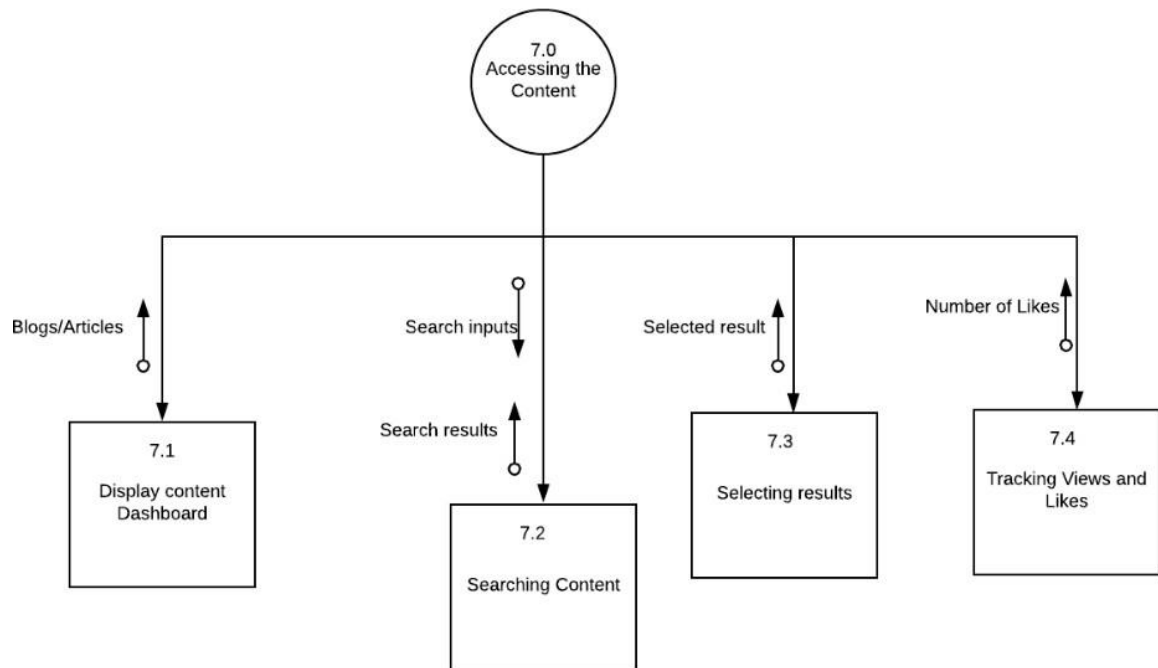 7.0
Accessing the
Content
Blogs/Articles
Search inputs
Selected result
Number of Likes
Search results
7.1
Display content
Dashboard
7.2
Searching Content
7.3
Selecting results
7.4
Tracking Views and
Likes